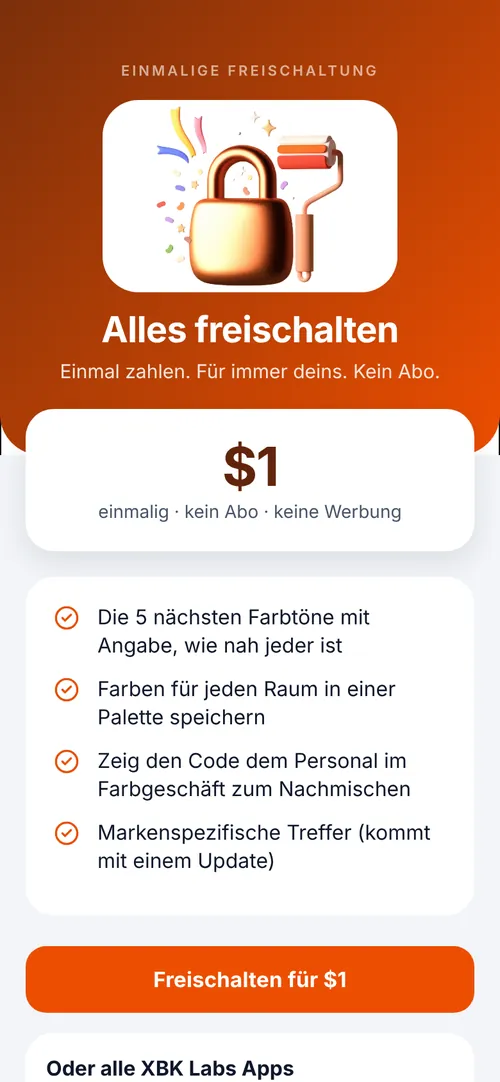 EINMALIGE FREISCHALTUNG
Alles freischalten
Einmal zahlen. Für immer deins. Kein Abo.
$1
einmalig · kein Abo · keine Werbung
Die 5 nächsten Farbtöne mit
Angabe, wie nah jeder ist
Farben für jeden Raum in einer
Palette speichern
Zeig den Code dem Personal im
Farbgeschäft zum Nachmischen
Markenspezifische Treffer (kommt
mit einem Update)
Freischalten für $1
Oder alle XBK Labs Apps